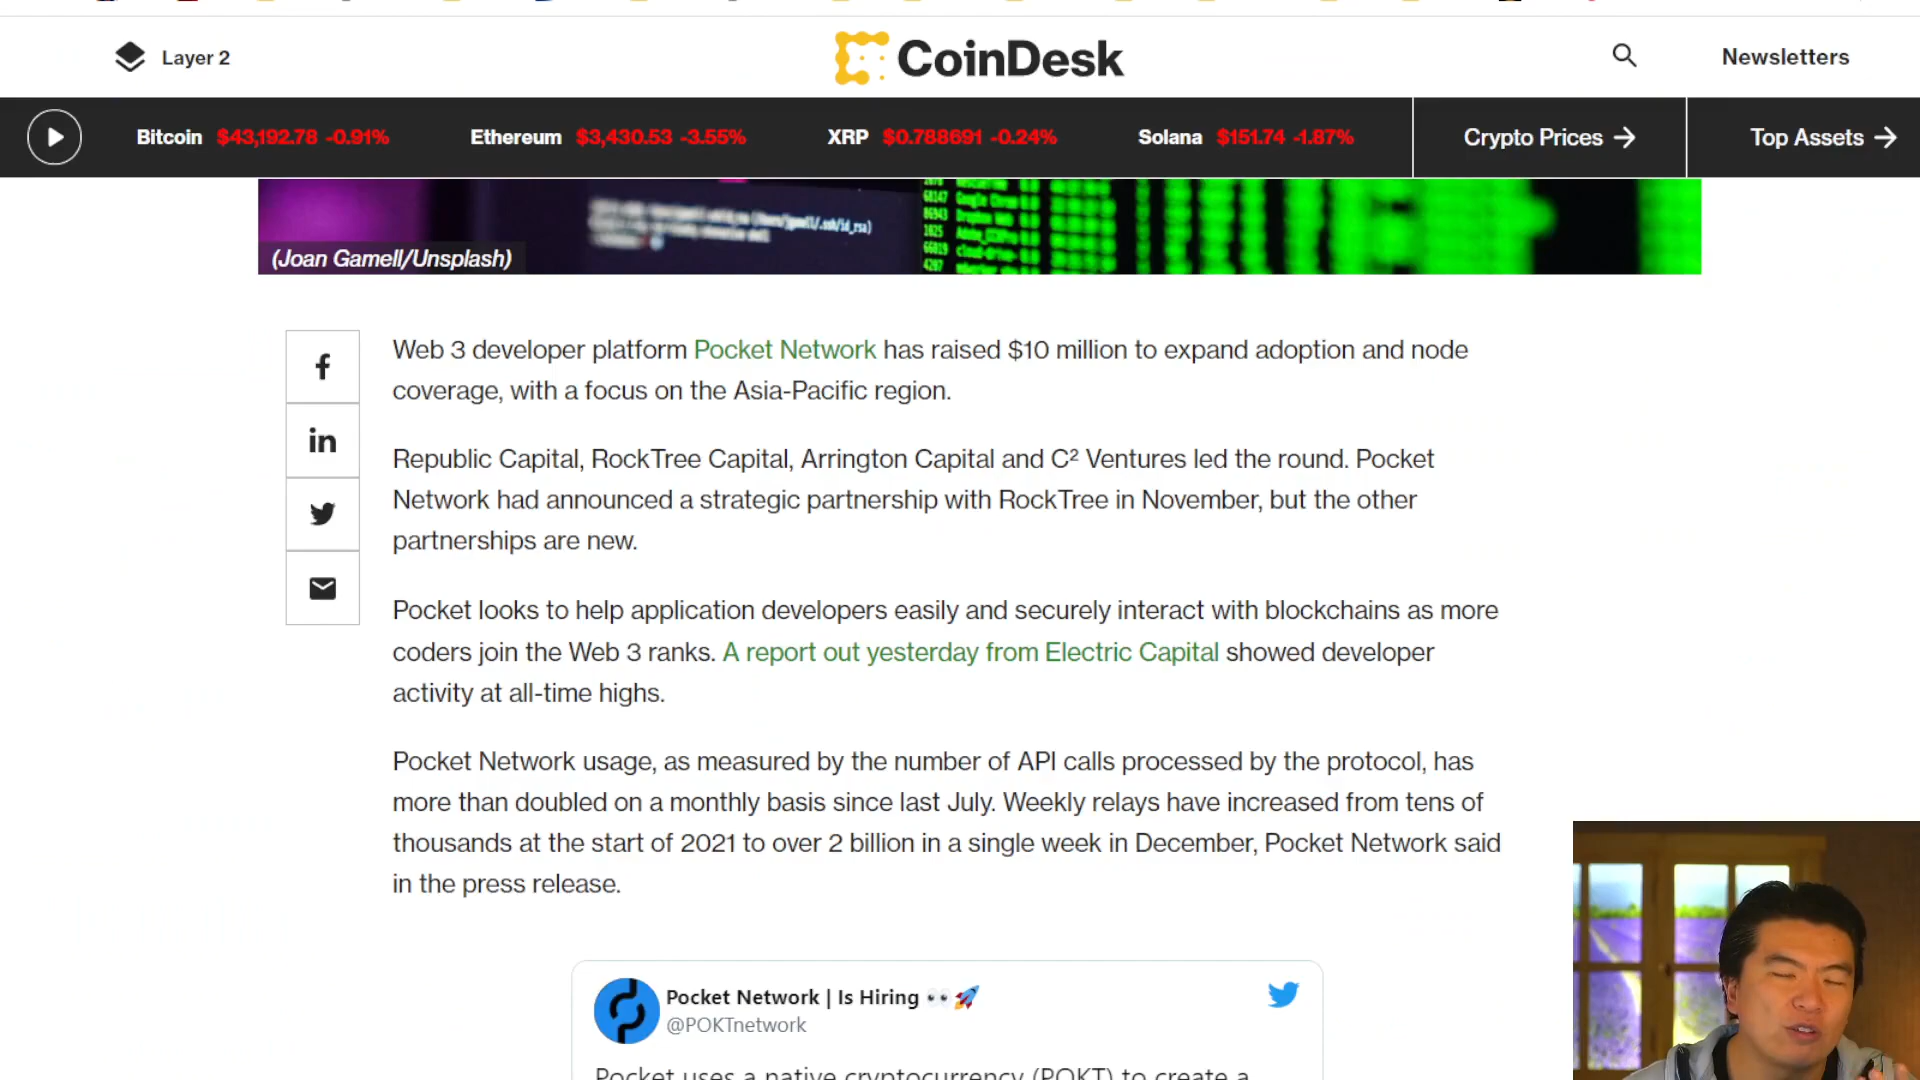 Layer 2
CoinDesk
Newsletters
Bitcoin $43,192.78 -0.91%
Ethereum $3,430.53 -3.55%
XRP $0.788691 -0.24%
Solana $151.74 -1.87%
Crypto Prices →
Top Assets →
(Joan Gamell/Unsplash)
Web 3 developer platform Pocket Network has raised $10 million to expand adoption and node
coverage, with a focus on the Asia-Pacific region.
Republic Capital, RockTree Capital, Arrington Capital and C² Ventures led the round. Pocket
Network had announced a strategic partnership with RockTree in November, but the other
partnerships are new.
Pocket looks to help application developers easily and securely interact with blockchains as more
coders join the Web 3 ranks. A report out yesterday from Electric Capital showed developer
activity at all-time highs.
Pocket Network usage, as measured by the number of API calls processed by the protocol, has
more than doubled on a monthly basis since last July. Weekly relays have increased from tens of
thousands at the start of 2021 to over 2 billion in a single week in December, Pocket Network said
in the press release.
Pocket Network | Is Hiring 👀🚀
@POKTnetwork
Pocket uses a native cryptocurrency (POKT) to create a